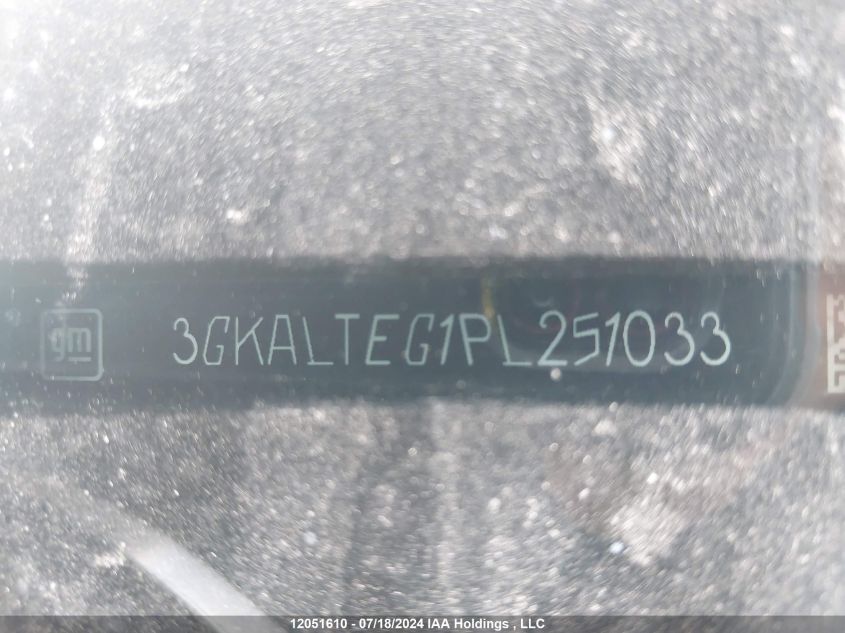 gm 3GKALTEG1PL251033
12051610 - 07/18/2024 IAA Holdings , LLC